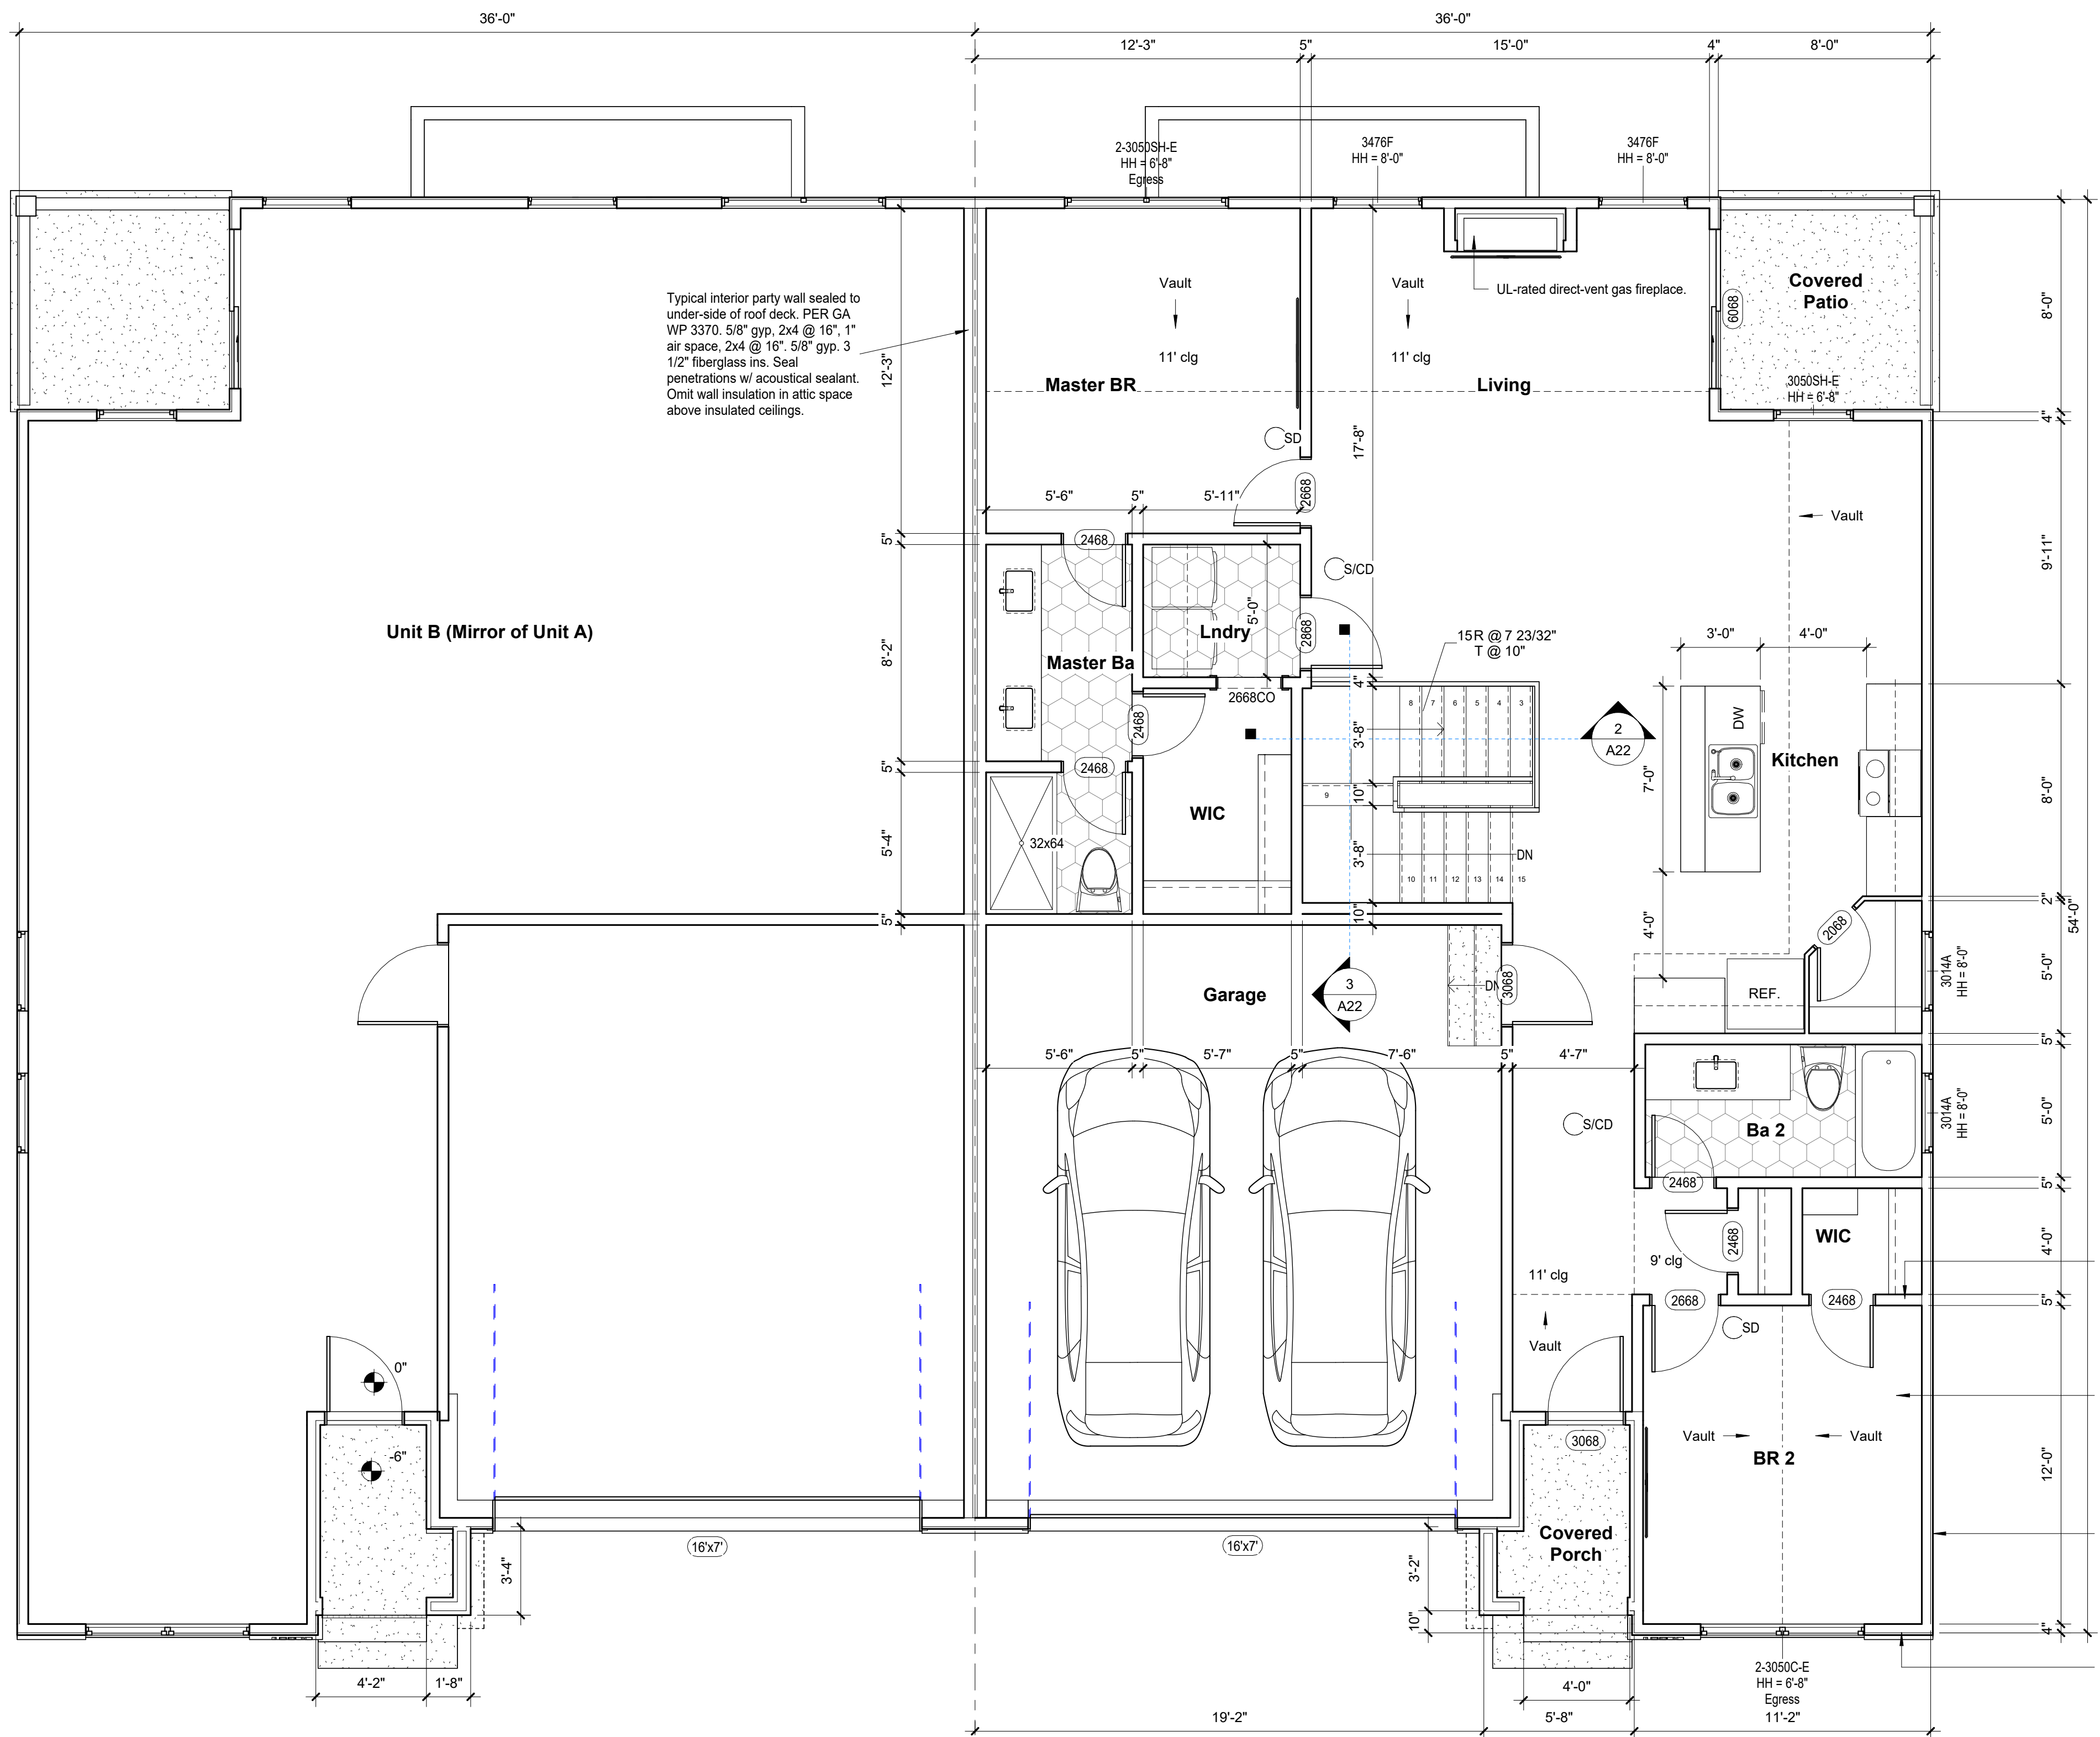 36'-0"
36'-0"
12'-3"
5"
15'-0"
4"
8'-0"
2-3050SH-E
HH = 6'-8"
Egress
3476F
HH = 8'-0"
3476F
HH = 8'-0"
Typical interior party wall sealed to
under-side of roof deck. PER GA
WP 3370. 5/8" gyp, 2x4 @ 16", 1"
air space, 2x4 @ 16". 5/8" gyp. 3
1/2" fiberglass ins. Seal
penetrations w/ acoustical sealant.
Omit wall insulation in attic space
above insulated ceilings.
12'-3"
Vault
11' clg
Master BR
Vault
11' clg
UL-rated direct-vent gas fireplace.
Living
6068
Covered
Patio
3050SH-E
HH = 6'-8"
8'-0"
4"
SD
17'-8"
2668
5'-6"
5"
5'-11"
Vault
9'-11"
5"
2468
S/CD
Unit B (Mirror of Unit A)
8'-2"
Master Ba
Lndry
5'-0"
2868
15R @ 7 23/32"
T @ 10"
3'-0"
4'-0"
2668CO
4"
2468
8
7
6
5
4
3
3'-8"
2
A22
DW
Kitchen
7'-0"
8'-0"
5"
2468
9
10"
WIC
5'-4"
32x64
3'-8"
DN
10
11
12
13
14
15
5"
10"
4'-0"
2068
2"
54'-0"
Garage
3
A22
DN
3068
REF.
3014A
HH = 8'-0"
5'-0"
5"
5'-6"
5"
5'-7"
5"
7'-6"
5"
4'-7"
S/CD
Ba 2
3014A
HH = 8'-0"
5'-0"
2468
5"
2468
WIC
9' clg
4'-0"
11' clg
2668
2468
5"
SD
Vault
0"
-6"
3068
Vault
Vault
BR 2
12'-0"
Covered
Porch
16'x7'
16'x7'
3'-4"
3'-2"
10"
4"
2-3050C-E
HH = 6'-8"
Egress
4'-2"
1'-8"
4'-0"
19'-2"
5'-8"
11'-2"